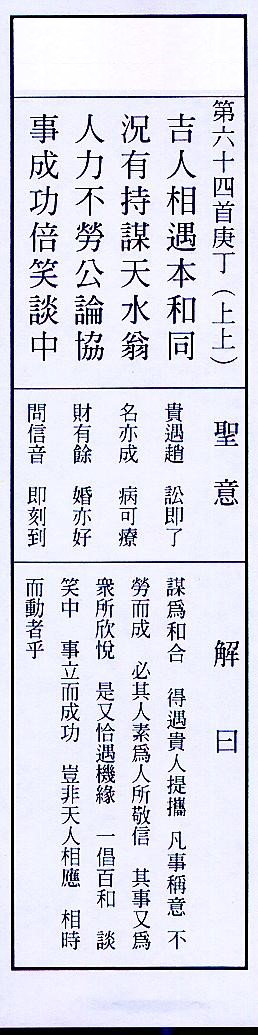 第六十四首庚丁（上上）
吉人相遇本和同
況有持謀天水翁
人力不勞公論協
事成功倍笑談中
聖意
貴遇趙　訟即了
名亦成　病可療
財有餘　婚亦好
問信音　即刻到
解曰
謀為和合　得遇貴人提攜　凡事稱意　不
勞而成　必其人素為人所敬信　其事又為
衆所欣悅　是又恰遇機緣　一倡百和　談
笑中　事立而成功　豈非天人相應　相時
而動者乎